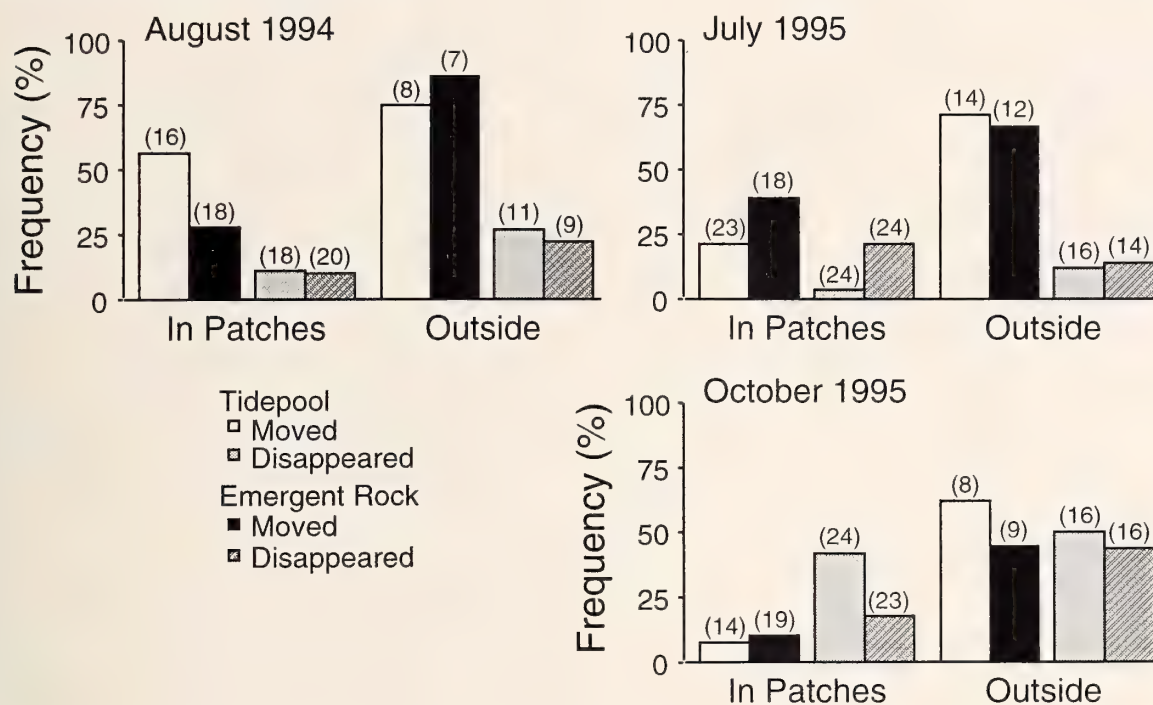 August 1994
Frequency (%)
100
75
50
25
0
(16)
(18)
(18)
(20)
(8)
(7)
(11)
(9)
In Patches
Outside
July 1995
100
75
50
25
0
(23)
(18)
(24)
(24)
(14)
(12)
(16)
(14)
In Patches
Outside
Tidepool
Moved
Disappeared
Emergent Rock
Moved
Disappeared
October 1995
Frequency (%)
100
75
50
25
0
(14)
(19)
(24)
(23)
(8)
(9)
(16)
(16)
In Patches
Outside